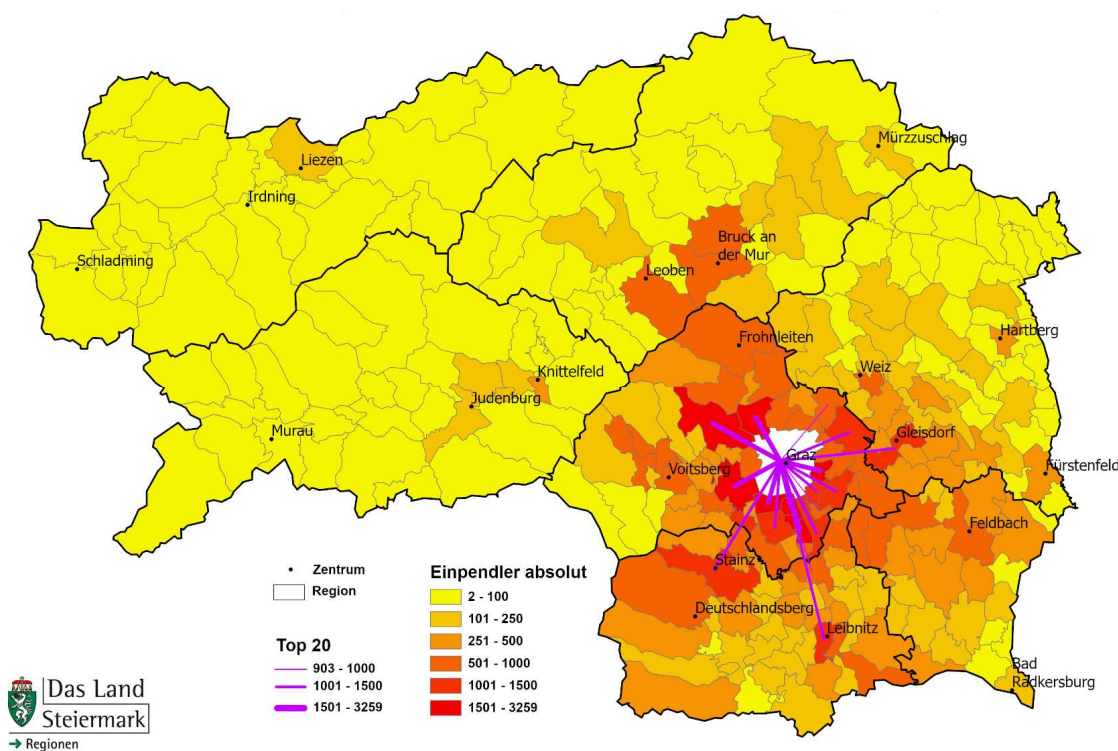 Mürzzuschlag
Liezen
Irdning
Bruck an
der Mur
Schladming
Leoben
Hartberg
Frohnleiten
Weiz
Knittelfeld
Judenburg
Murau
Gleisdorf
Graz
Voitsberg
Fürstenfeld
Feldbach
Stainz
Deutschlandsberg
Leibnitz
Bad
Radkersburg
Zentrum
Region
Top 20
903 - 1000
1001 - 1500
1501 - 3259
Einpendler absolut
2 - 100
101 - 250
251 - 500
501 - 1000
1001 - 1500
1501 - 3259
Das Land
Steiermark
→ Regionen